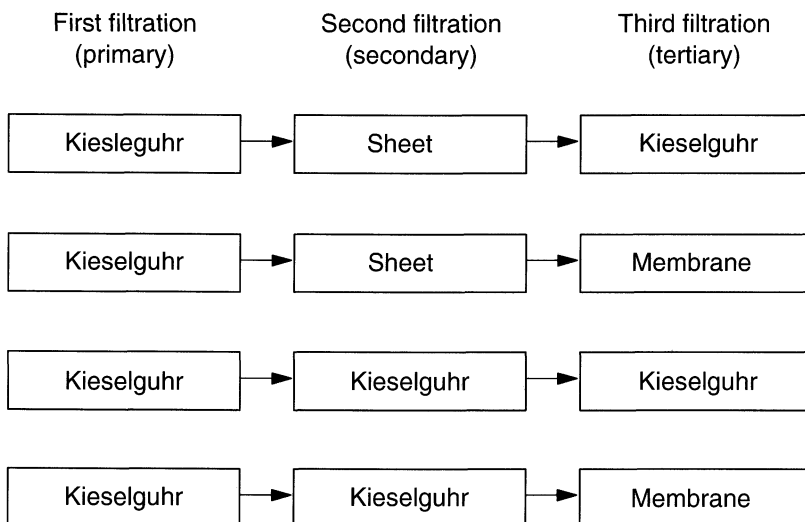 First filtration
(primary)
Second filtration
(secondary)
Third filtration
(tertiary)
Kiesleguhr
Sheet
Kieselguhr
Kieselguhr
Sheet
Membrane
Kieselguhr
Kieselguhr
Kieselguhr
Kieselguhr
Kieselguhr
Membrane